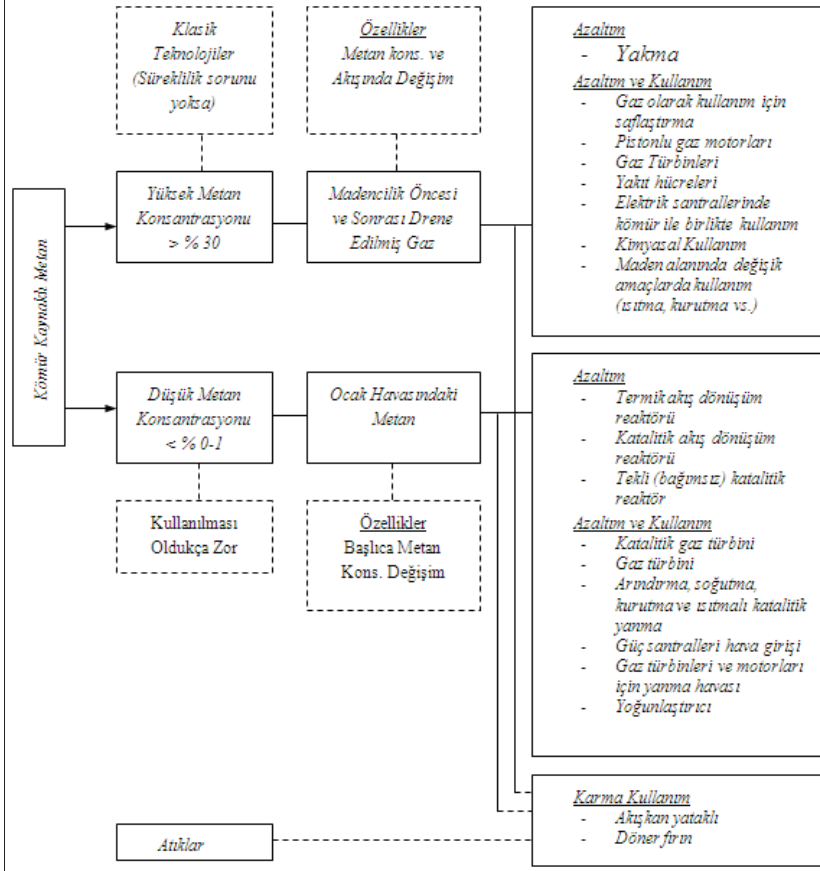 Klasik
Teknolojiler
(Süreklilik sorunu
yoksa)
Özellikler
Metan kons. ve
Akışında Değişim
Kömür Kaynaklı Metan
Yüksek Metan
Konsantrasyonu
> % 30
Madencilik Öncesi
ve Sonrası Drene
Edilmiş Gaz
Azaltım
- Yakma
Azaltım ve Kullanım
- Gaz olarak kullanım için
saflaştırma
- Pistonlu gaz motorları
- Gaz Türbinleri
- Yakıt hücreleri
- Elektrik santrallerinde
kömür ile birlikte kullanım
- Kimyasal Kullanım
- Maden alanında değişik
amaçlarda kullanım
(ısıtma, kurutma vs.)
Düşük Metan
Konsantrasyonu
< % 0-1
Ocak Havasındaki
Metan
Kullanılması
Oldukça Zor
Özellikler
Başlıca Metan
Kons. Değişim
Azaltım
- Termik akış dönüşüm
reaktörü
- Katalitik akış dönüşüm
reaktörü
- Tekli (bağımsız) katalitik
reaktör
Azaltım ve Kullanım
- Katalitik gaz türbini
- Gaz türbini
- Arındırma, soğutma,
kurutma ve ısıtmalı katalitik
yanma
- Güç santralleri hava girişi
- Gaz türbinleri ve motorları
için yanma havası
- Yoğunlaştırıcı
Atıklar
Karma Kullanım
- Akışkan yataklı
- Döner fırın